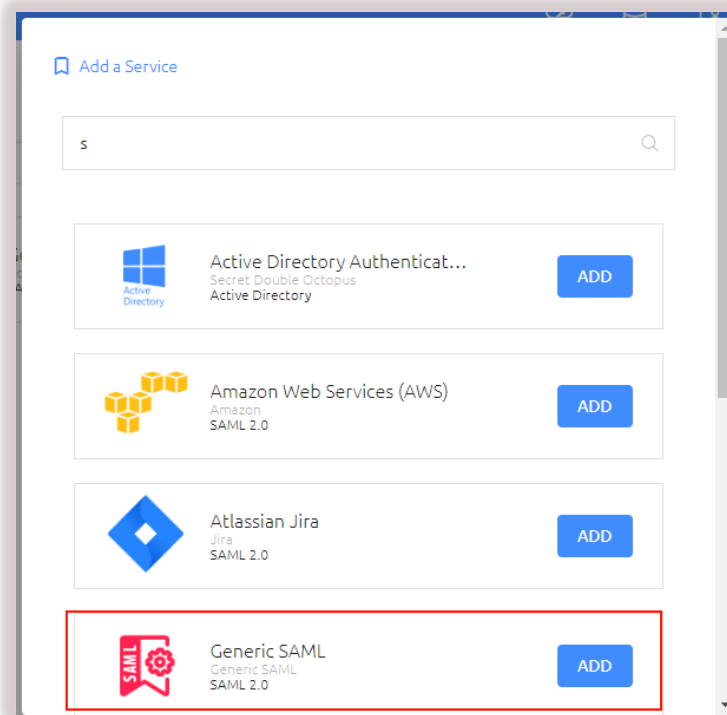 Add a Service
s
Active Directory Authenticat...
Secret Double Octopus
Active Directory
Active
Directory
ADD
Amazon Web Services (AWS)
Amazon
SAML 2.0
ADD
Atlassian Jira
Jira
SAML 2.0
ADD
SAML
Generic SAML
Generic SAML
SAML 2.0
ADD